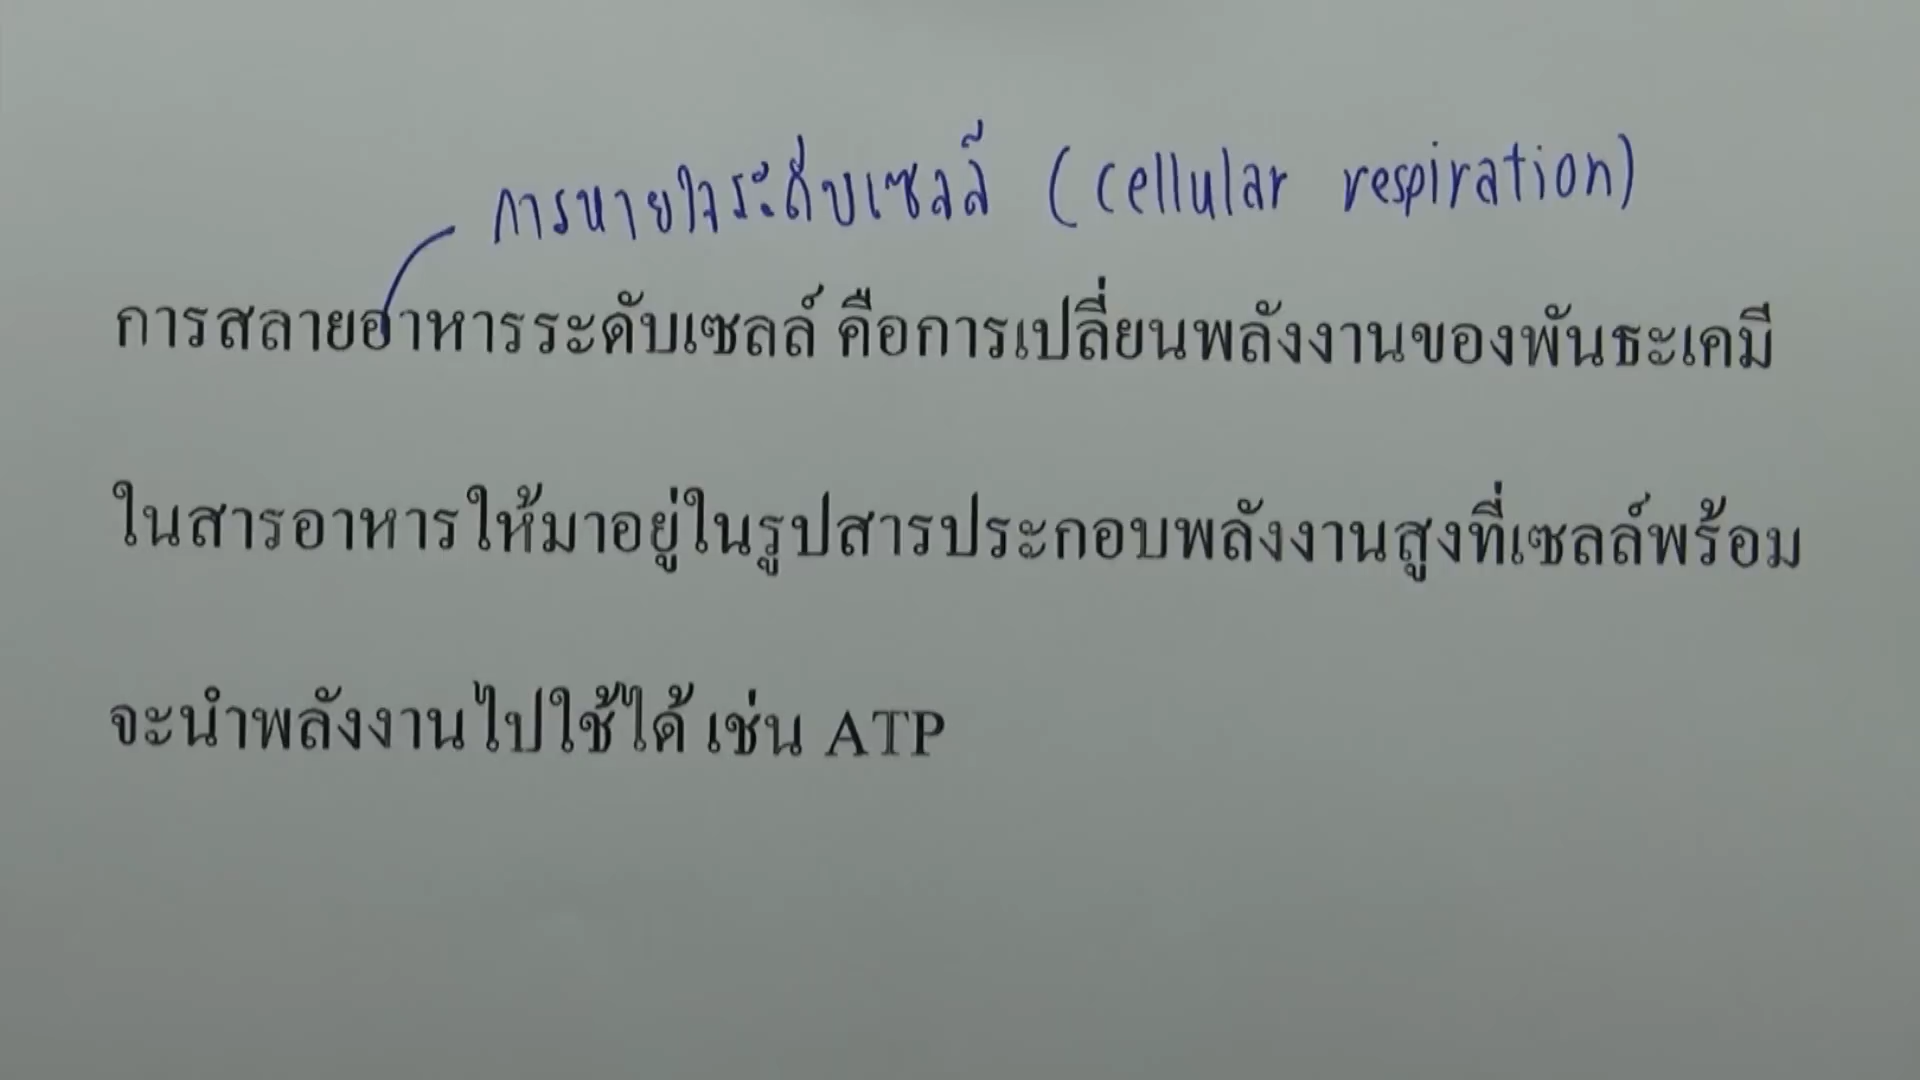 การหายใจระดับเซลล์ (cellular respiration)
การสลายอาหารระดับเซลล์ คือการเปลี่ยนพลังงานของพันธะเคมี
ในสารอาหารให้มาอยู่ในรูปสารประกอบพลังงานสูงที่เซลล์พร้อม
จะนำพลังงานไปใช้ได้ เช่น ATP